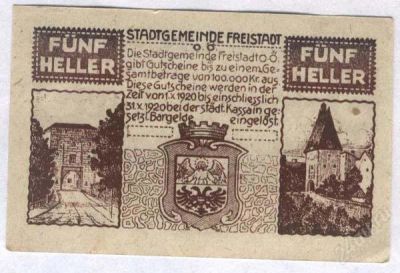 FÜNF
HELLER
STADTGEMEINDE FREISTADT
O.Ö.
Die Stadtgemeinde Freistadt O.Ö.
gibt Gutscheine bis zu einem Ge-
samtbetrage von 100.000 Kr aus
Diese Gutscheine werden in der
Zeit von 1.X.1920 bis einschließlich
31.X.1920 bei der städt. Kassa in ge-
setzl. Bargelde eingelöst.
FÜNF
HELLER